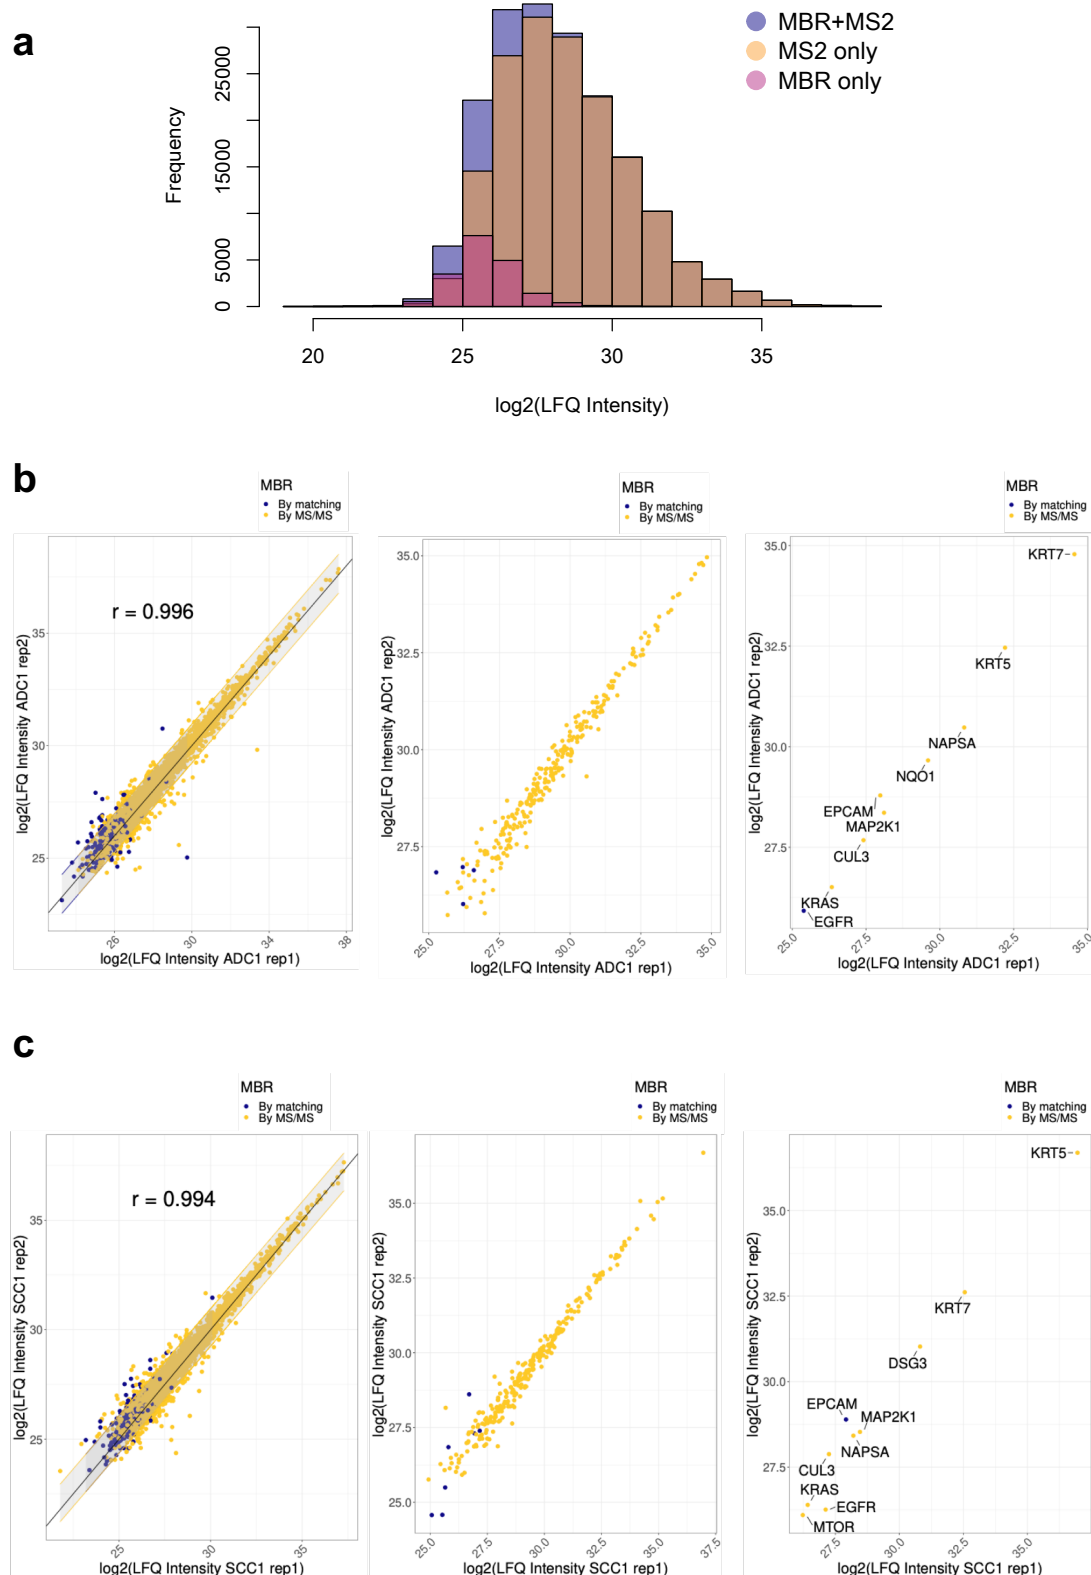 a
MBR+MS2
MS2 only
MBR only
Frequency
0
5000
15000
25000
20
25
30
35
log2(LFQ Intensity)
b
MBR
By matching
By MS/MS
r = 0.996
log2(LFQ Intensity ADC1 rep2)
35
30
25
26
30
34
38
log2(LFQ Intensity ADC1 rep1)
MBR
By matching
By MS/MS
log2(LFQ Intensity ADC1 rep2)
35.0
32.5
30.0
27.5
25.0
27.5
30.0
32.5
35.0
log2(LFQ Intensity ADC1 rep1)
MBR
By matching
By MS/MS
log2(LFQ Intensity ADC1 rep2)
35.0
32.5
30.0
27.5
KRT7
KRT5
NAPSA
NQO1
EPCAM
MAP2K1
CUL3
KRAS
EGFR
25.0
27.5
30.0
32.5
35.0
log2(LFQ Intensity ADC1 rep1)
c
MBR
By matching
By MS/MS
r = 0.994
log2(LFQ Intensity SCC1 rep2)
35
30
25
25
30
35
log2(LFQ Intensity SCC1 rep1)
MBR
By matching
By MS/MS
log2(LFQ Intensity SCC1 rep2)
35.0
32.5
30.0
27.5
25.0
25.0
27.5
30.0
32.5
35.0
37.5
log2(LFQ Intensity SCC1 rep1)
MBR
By matching
By MS/MS
log2(LFQ Intensity SCC1 rep2)
35.0
32.5
30.0
27.5
KRT5
KRT7
DSG3
EPCAM
MAP2K1
NAPSA
CUL3
KRAS
EGFR
MTOR
27.5
30.0
32.5
35.0
log2(LFQ Intensity SCC1 rep1)